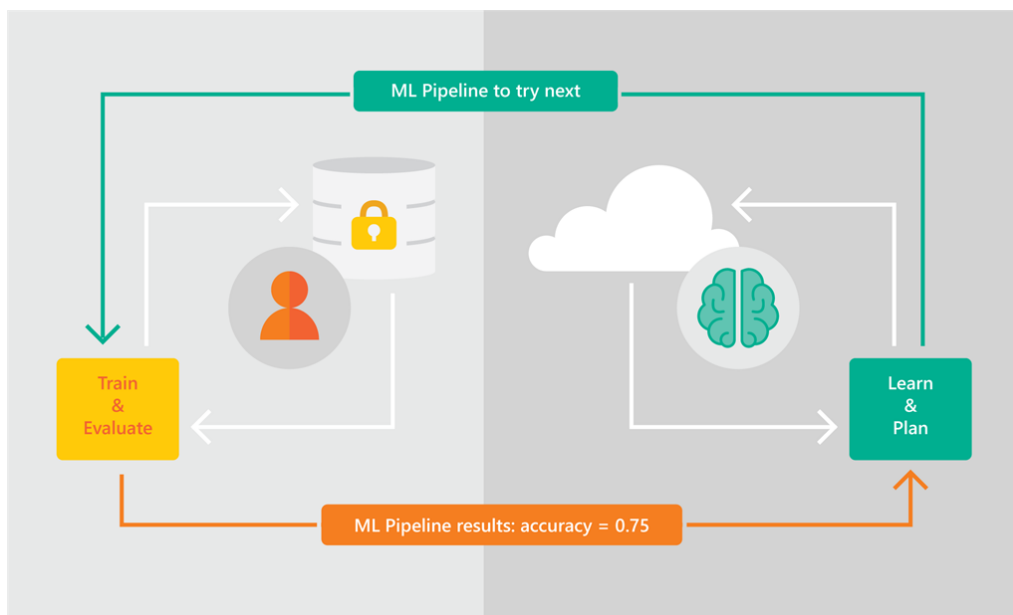 ML Pipeline to try next
Train
&
Evaluate
Learn
&
Plan
ML Pipeline results: accuracy = 0.75